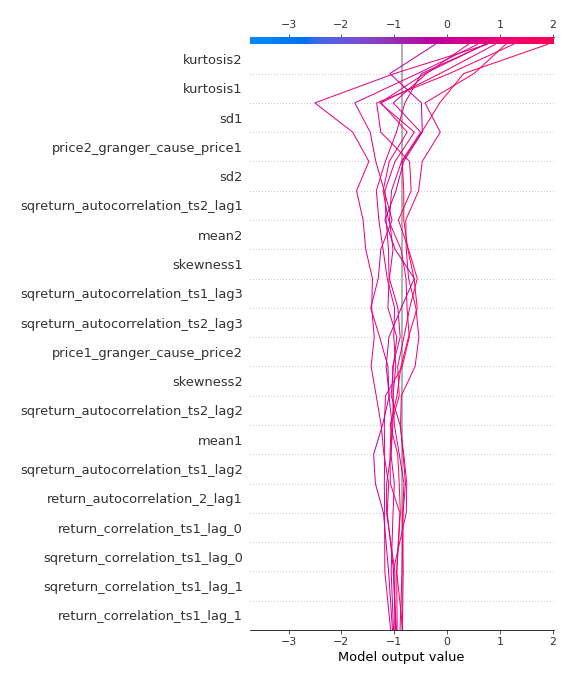 −3 −2 −1 0 1 2
kurtosis2
kurtosis1
sd1
price2_granger_cause_price1
sd2
sqreturn_autocorrelation_ts2_lag1
mean2
skewness1
sqreturn_autocorrelation_ts1_lag3
sqreturn_autocorrelation_ts2_lag3
price1_granger_cause_price2
skewness2
sqreturn_autocorrelation_ts2_lag2
mean1
sqreturn_autocorrelation_ts1_lag2
return_autocorrelation_2_lag1
return_correlation_ts1_lag_0
sqreturn_correlation_ts1_lag_0
sqreturn_correlation_ts1_lag_1
return_correlation_ts1_lag_1
−3 −2 −1 0 1 2
Model output value